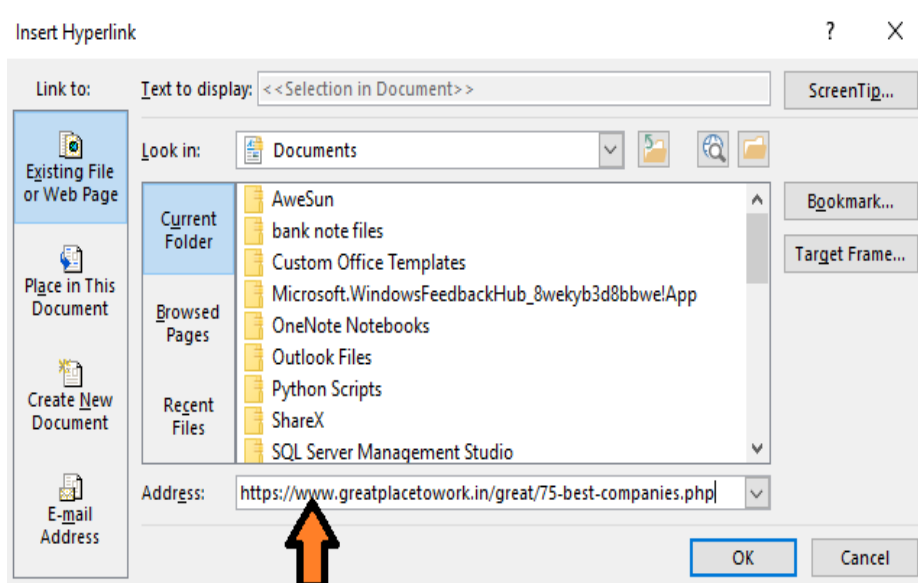 Insert Hyperlink ? X
Link to:
Text to display: <<Selection in Document>>
ScreenTip...
Existing File
or Web Page
Place in This
Document
Create New
Document
E-mail
Address
Look in: Documents
Current
Folder
Browsed
Pages
Recent
Files
AweSun
bank note files
Custom Office Templates
Microsoft.WindowsFeedbackHub_8wekyb3d8bbwe!App
OneNote Notebooks
Outlook Files
Python Scripts
ShareX
SQL Server Management Studio
Bookmark...
Target Frame...
Address: https://www.greatplacetowork.in/great/75-best-companies.php
OK Cancel